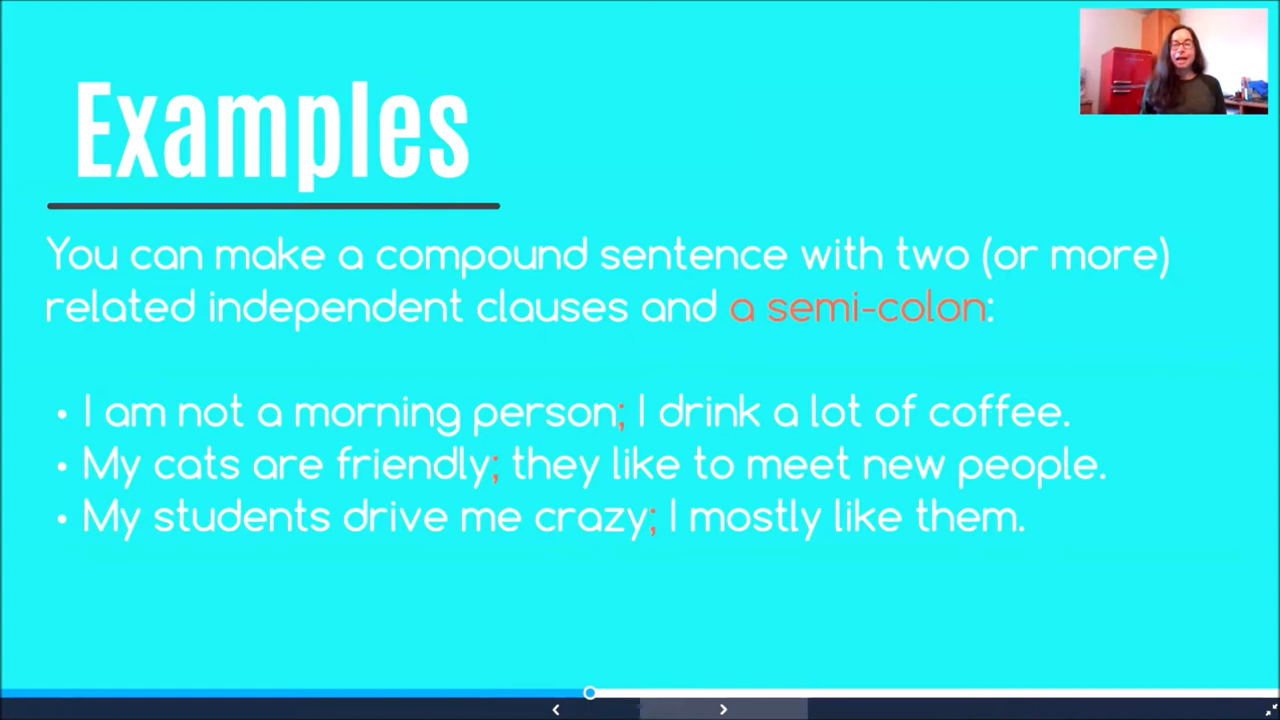 Examples
You can make a compound sentence with two (or more)
related independent clauses and a semi-colon:
• I am not a morning person; I drink a lot of coffee.
• My cats are friendly; they like to meet new people.
• My students drive me crazy; I mostly like them.